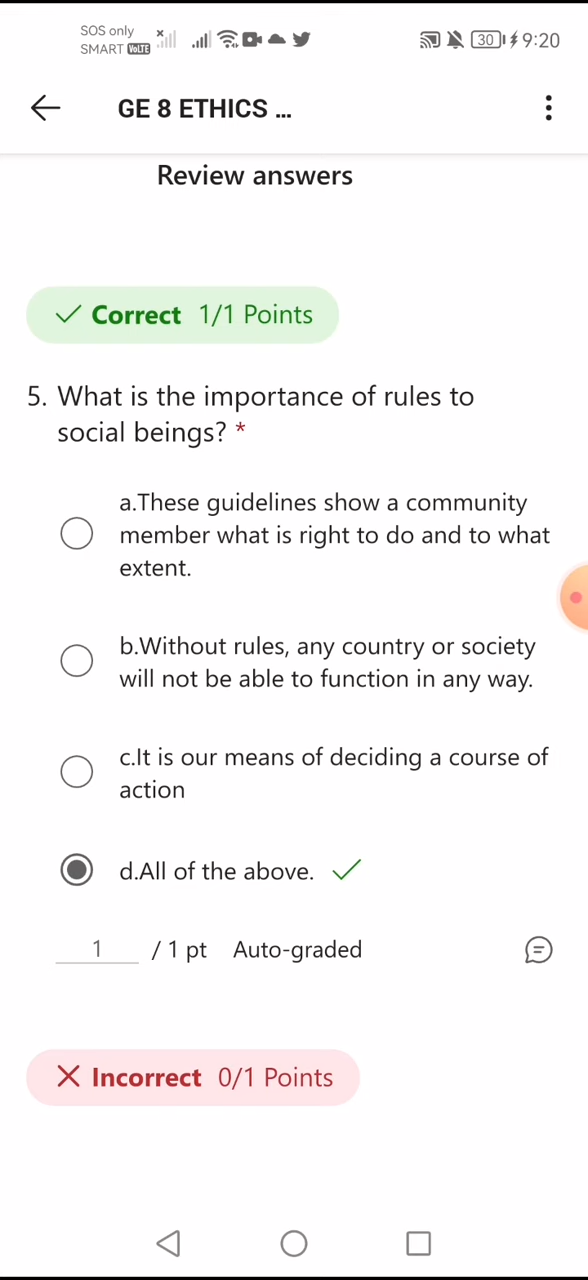 SOS only
SMART VoLTE
30
9:20
GE 8 ETHICS ...
Review answers
Correct 1/1 Points
5. What is the importance of rules to
social beings? *
a.These guidelines show a community
member what is right to do and to what
extent.
b.Without rules, any country or society
will not be able to function in any way.
c.It is our means of deciding a course of
action
d.All of the above.
1 / 1 pt Auto-graded
Incorrect 0/1 Points